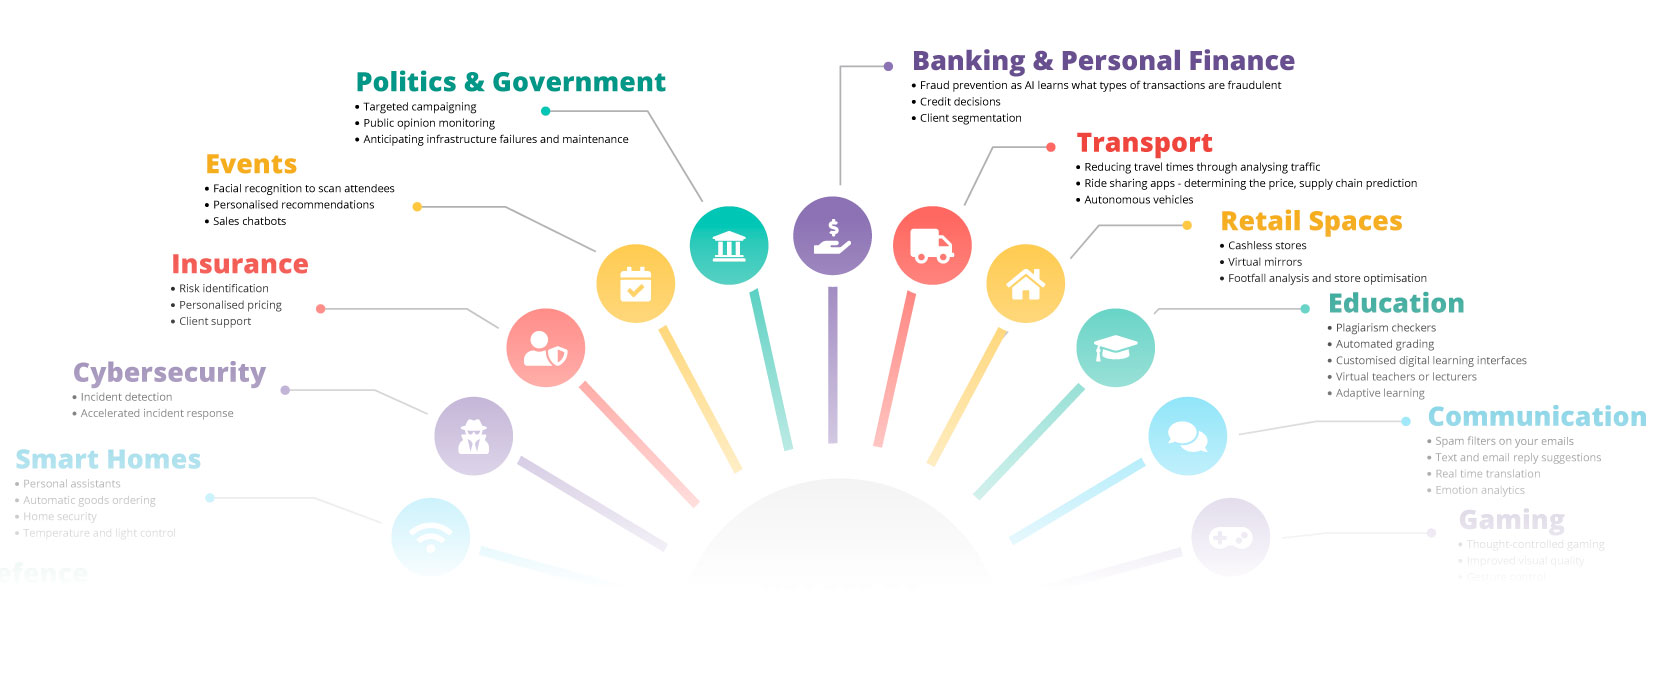 Politics & Government
• Targeted campaigning
• Public opinion monitoring
• Anticipating infrastructure failures and maintenance
Events
• Facial recognition to scan attendees
• Personalised recommendations
• Sales chatbots
Insurance
• Risk identification
• Personalised pricing
• Client support
Cybersecurity
• Incident detection
• Accelerated incident response
Smart Homes
• Personal assistants
• Automatic goods ordering
• Home security
• Temperature and light control
efence
Banking & Personal Finance
• Fraud prevention as AI learns what types of transactions are fraudulent
• Credit decisions
• Client segmentation
Transport
• Reducing travel times through analysing traffic
• Ride sharing apps - determining the price, supply chain prediction
• Autonomous vehicles
Retail Spaces
• Cashless stores
• Virtual mirrors
• Footfall analysis and store optimisation
Education
• Plagiarism checkers
• Automated grading
• Customised digital learning interfaces
• Virtual teachers or lecturers
• Adaptive learning
Communication
• Spam filters on your emails
• Text and email reply suggestions
• Real time translation
• Emotion analytics
Gaming
• Thought-controlled gaming
• Improved visual quality
• Gesture control
$